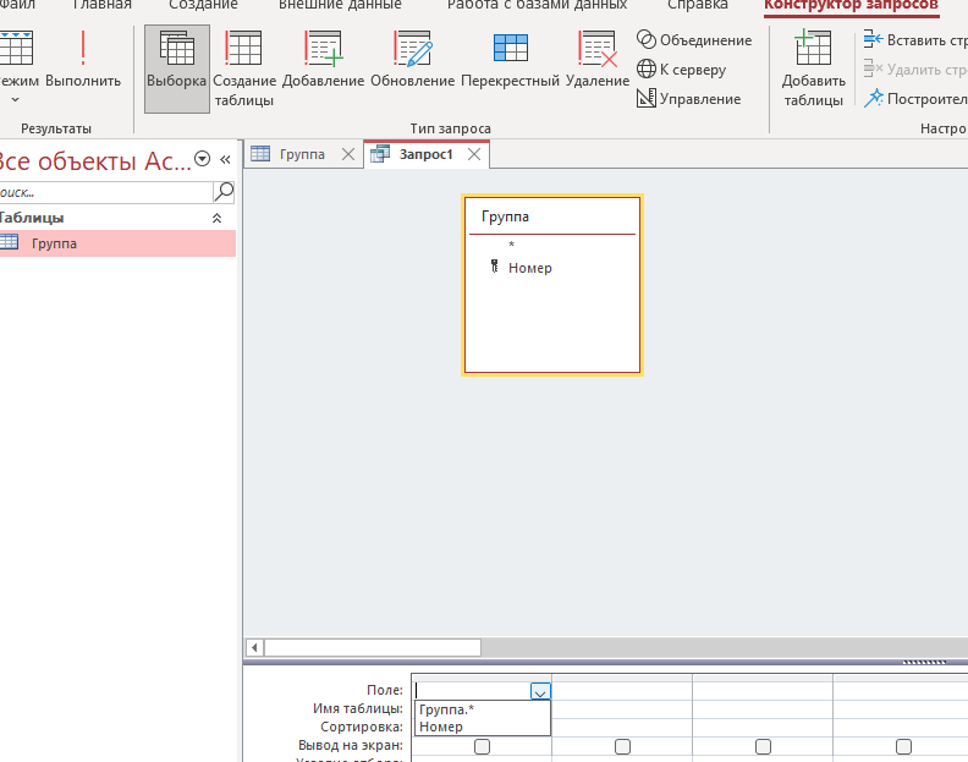 Файл Главная Создание Внешние данные Работа с базами данных Справка Конструктор запросов
Режим
Выполнить
Результаты
Выборка
Создание таблицы
Добавление
Обновление
Перекрестный
Удаление
Объединение
К серверу
Управление
Тип запроса
Добавить таблицы
Вставить стр
Удалить стро
Построител
Настро
Все объекты Ac...
оиск...
Таблицы
Группа
Группа
Запрос1
Группа
*
Номер
Поле:
Имя таблицы:
Сортировка:
Вывод на экран:
Условие отбора:
Группа.*
Номер